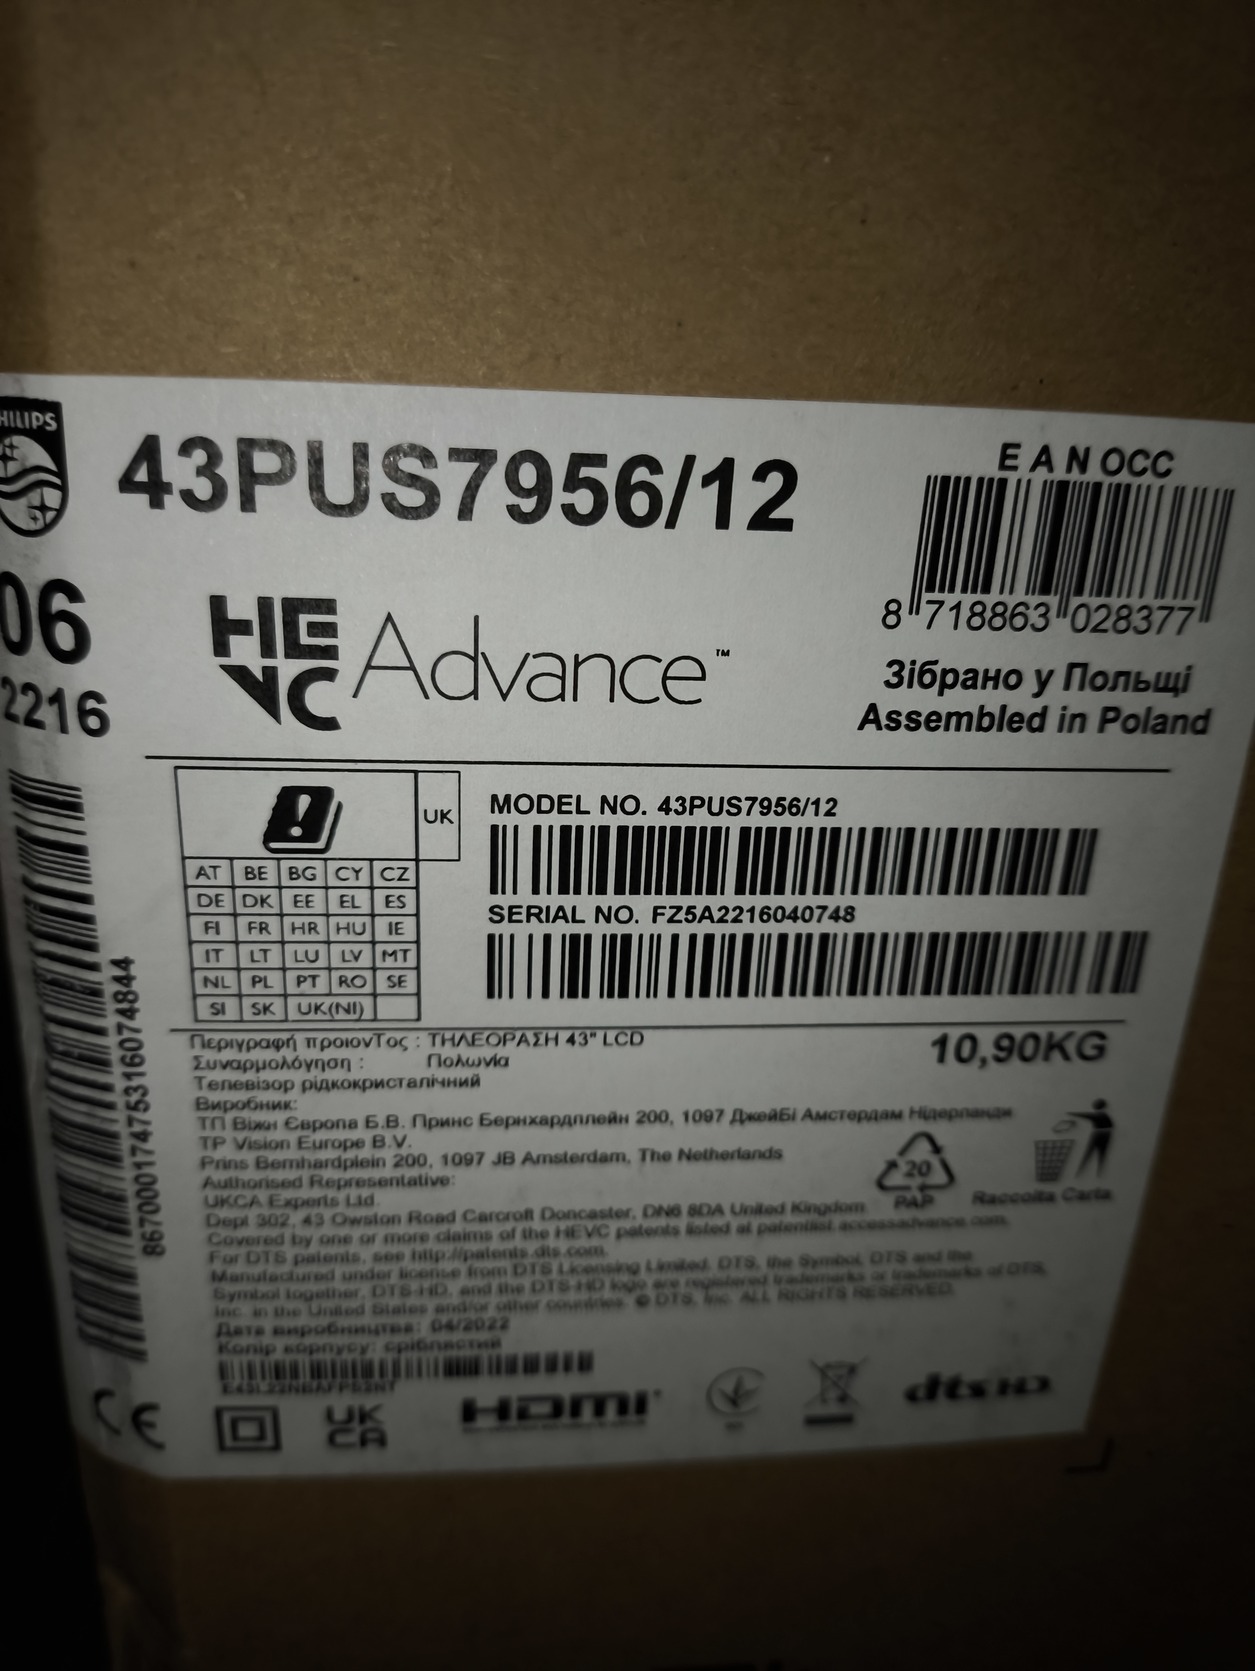 PHILIPS
43PUS7956/12
E A N OCC
8 718863 028377
06
2216
HEVC Advance™
Зібрано у Польщі
Assembled in Poland
UK
MODEL NO. 43PUS7956/12
AT BE BG CY CZ
DE DK EE EL ES
FI FR HR HU IE
IT LT LU LV MT
NL PL PT RO SE
SI SK UK(NI)
SERIAL NO. FZ5A2216040748
867000174753160748​44
Περιγραφή προιονΤος : ΤΗΛΕΟΡΑΣΗ 43" LCD
10,90KG
Συναρμολόγηση : Πολωνία
Телевізор рідкокристалічний
Виробник:
ТП Віжн Європа Б.В. Принс Бернхардплейн 200, 1097 ДжейБі Амстердам Нідерланди
TP Vision Europe B.V.
Prins Bernhardplein 200, 1097 JB Amsterdam, The Netherlands
Authorised Representative:
UKCA Experts Ltd.
Dept 302, 43 Owston Road Carcroft Doncaster, DN6 8DA United Kingdom
20
PAP
Raccolta Carta
Covered by one or more claims of the HEVC patents listed at patentlist.accessadvance.com.
For DTS patents, see http://patents.dts.com.
Manufactured under license from DTS Licensing Limited. DTS, the Symbol, DTS and the
Symbol together, DTS-HD, and the DTS-HD logo are registered trademarks or trademarks of DTS,
Inc. in the United States and/or other countries. © DTS, Inc. ALL RIGHTS RESERVED.
Дата виробництва: 04/2022
Колір корпусу: сріблястий
CE
UK
CA
HDMI
dts HD